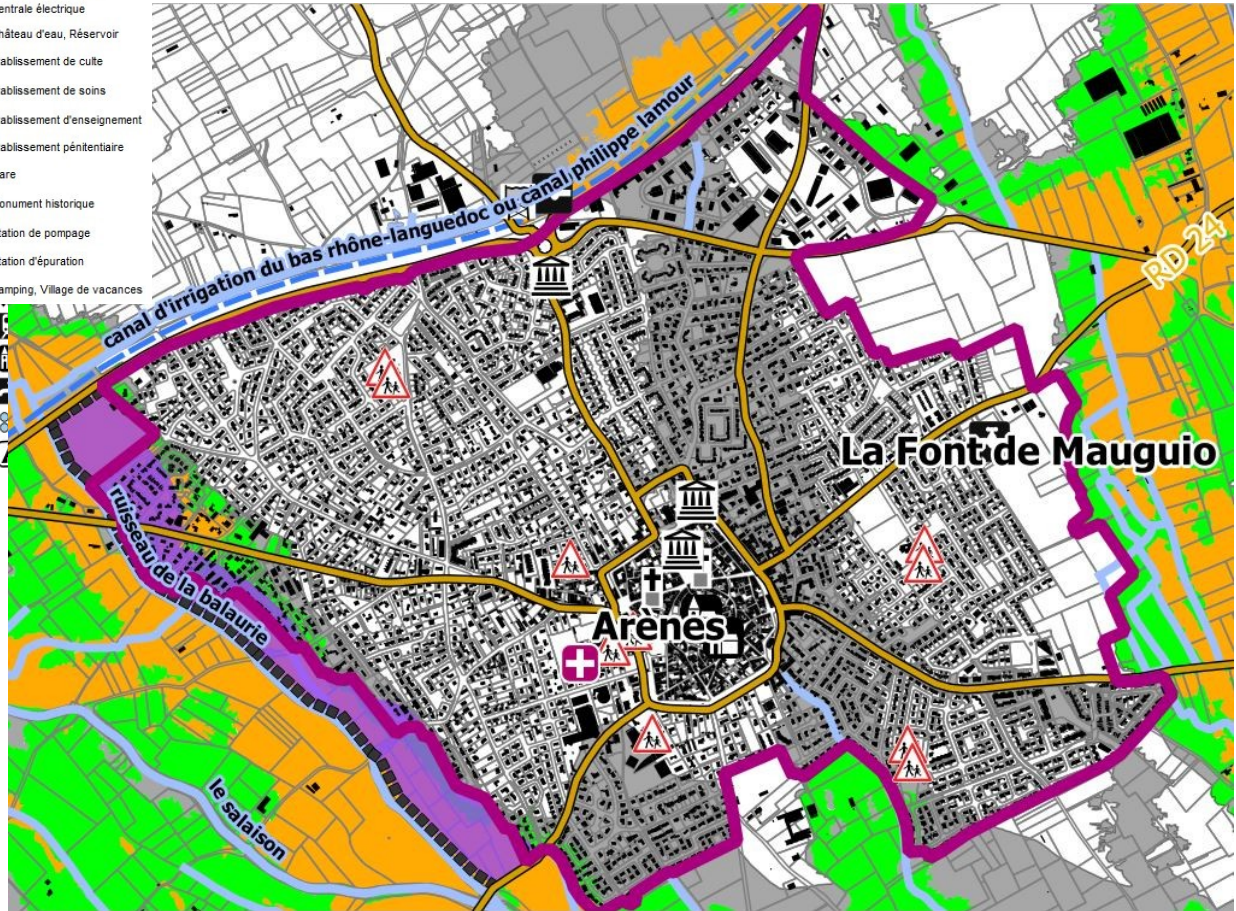 entrale électrique
hâteau d'eau, Réservoir
ablissement de culte
ablissement de soins
ablissement d'enseignement
ablissement pénitentiaire
are
onument historique
tation de pompage
tation d'épuration
amping, Village de vacances
canal d'irrigation du bas rhône-languedoc ou canal philippe lamour
RD 24
La Font de Mauguio
ruisseau de la balaurie
Arènes
le salaison